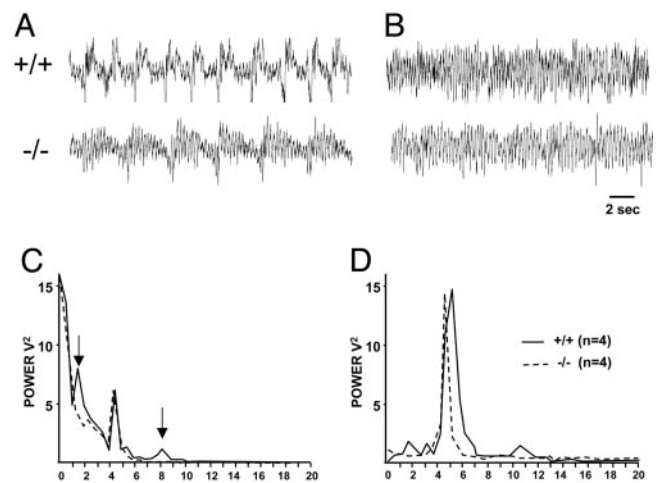 A
B
+/+
-/-
2 sec
C
D
POWER V²
15
10
5
0 2 4 6 8 10 12 14 16 18 20
POWER V²
15
10
5
+/+ (n=4)
-/- (n=4)
0 2 4 6 8 10 12 14 16 18 20